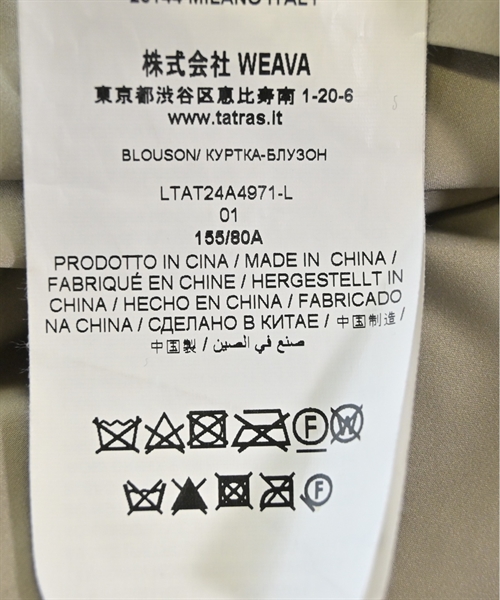 20144 MILANO ITALY
株式会社 WEAVA
東京都渋谷区恵比寿南 1-20-6
www.tatras.it
BLOUSON/ КУРТКА-БЛУЗОН
LTAT24A4971-L
01
155/80A
PRODOTTO IN CINA / MADE IN CHINA /
FABRIQUÉ EN CHINE / HERGESTELLT IN
CHINA / HECHO EN CHINA / FABRICADO
NA CHINA / СДЕЛАНО В КИТАЕ / 中国制造 /
中国製 / صنع في الصين /
F W
F